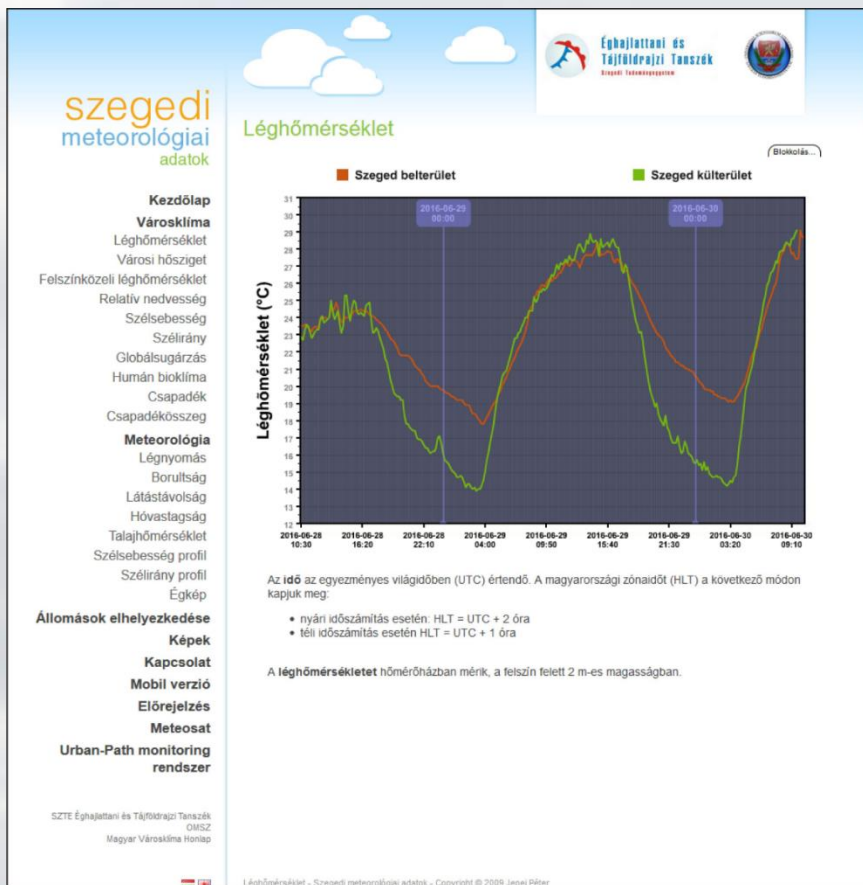 Éghajlattani és
Tájföldrajzi Tanszék
Szegedi Tudományegyetem
szegedi
meteorológiai
adatok
Léghőmérséklet
Blokkolás...
Kezdőlap
Városklíma
Léghőmérséklet
Városi hősziget
Felszínközeli léghőmérséklet
Relatív nedvesség
Szélsebesség
Szélirány
Globálsugárzás
Humán bioklíma
Csapadék
Csapadékösszeg
Meteorológia
Légnyomás
Borultság
Látástávolság
Hóvastagság
Talajhőmérséklet
Szélsebesség profil
Szélirány profil
Égkép
Állomások elhelyezkedése
Képek
Kapcsolat
Mobil verzió
Előrejelzés
Meteosat
Urban-Path monitoring
rendszer
SZTE Éghajlattani és Tájföldrajzi Tanszék
OMSZ
Magyar Városklíma Honlap
Szeged belterület
Szeged külterület
2016-06-29
00:00
2016-06-30
00:00
Léghőmérséklet (°C)
31
30
29
28
27
26
25
24
23
22
21
20
19
18
17
16
15
14
13
12
2016-06-28
10:30
2016-06-28
16:20
2016-06-28
22:10
2016-06-29
04:00
2016-06-29
09:50
2016-06-29
15:40
2016-06-29
21:30
2016-06-30
03:20
2016-06-30
09:10
Az idő az egyezményes világidőben (UTC) értendő. A magyarországi zónaidőt (HLT) a következő módon
kapjuk meg:
• nyári időszámítás esetén: HLT = UTC + 2 óra
• téli időszámítás esetén HLT = UTC + 1 óra
A léghőmérsékletet hőmérőházban mérik, a felszín felett 2 m-es magasságban.
Léghőmérséklet - Szegedi meteorológiai adatok - Copyright © 2009 Jenei Péter